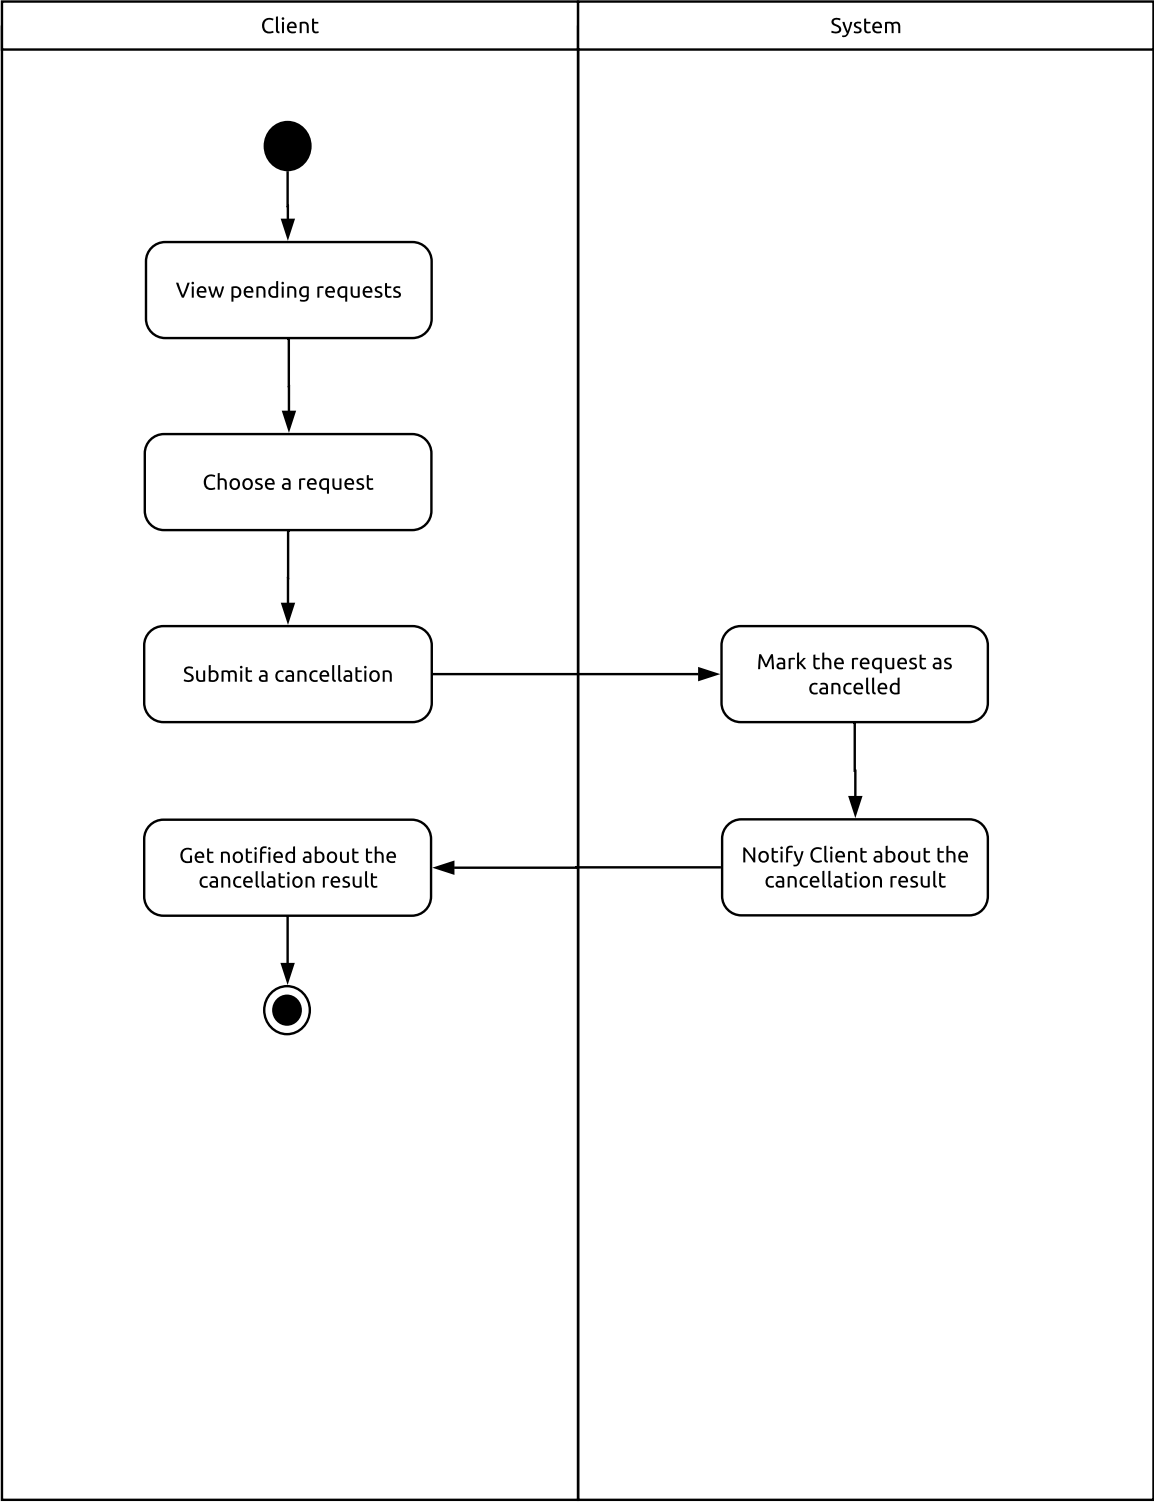 Client
System
View pending requests
Choose a request
Submit a cancellation
Mark the request as
cancelled
Get notified about the
cancellation result
Notify Client about the
cancellation result